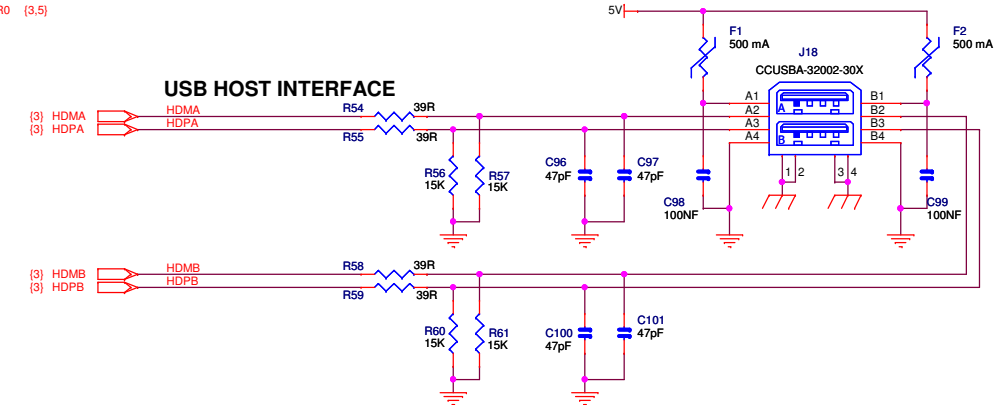 R0 {3,5}
5V
F1
500 mA
F2
500 mA
J18
CCUSBA-32002-30X
USB HOST INTERFACE
{3} HDMA
HDMA
R54
39R
{3} HDPA
HDPA
R55
39R
A1
A2
A3
A4
A
B
B1
B2
B3
B4
1
2
3
4
R56
15K
R57
15K
C96
47pF
C97
47pF
C98
100NF
C99
100NF
{3} HDMB
HDMB
R58
39R
{3} HDPB
HDPB
R59
39R
R60
15K
R61
15K
C100
47pF
C101
47pF